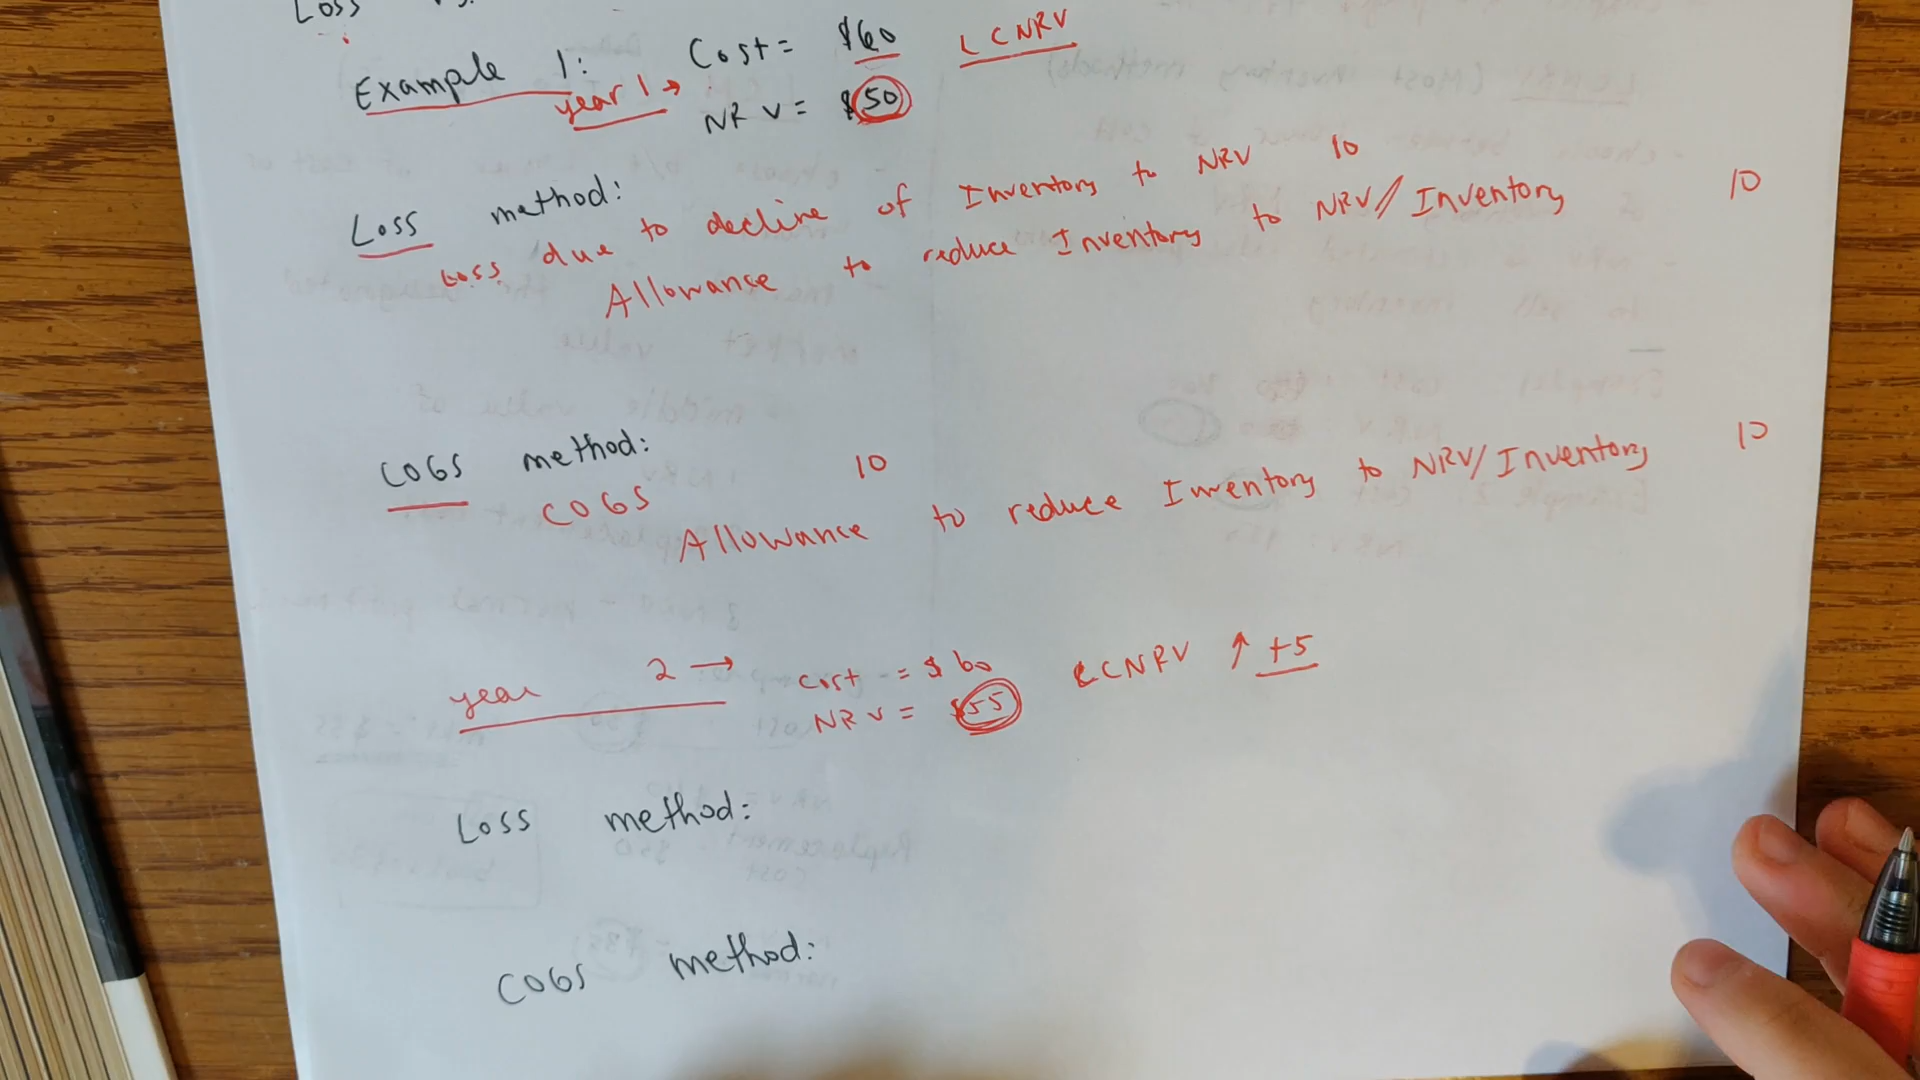 Loss
Example 1: Cost = $60 LCNRV
year 1 → NRV = $50
Loss method:
Loss due to decline of Inventory to NRV 10
Allowance to reduce Inventory to NRV/Inventory 10
COGS method:
COGS 10
Allowance to reduce Inventory to NRV/Inventory 10
year 2 → cost = $60 LCNRV ↑ +5
NRV = $55
Loss method:
COGS method: